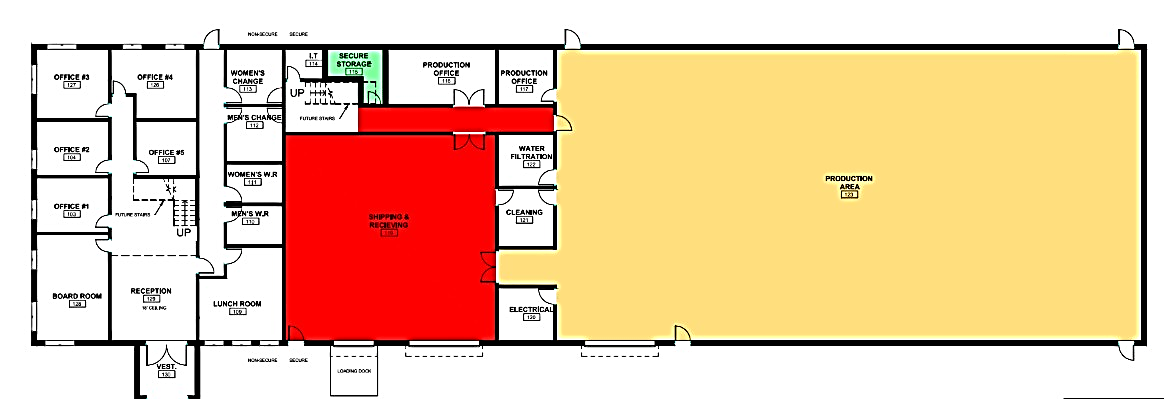 NON-SECURE SECURE
OFFICE #3
127
OFFICE #4
126
WOMEN'S
CHANGE
113
I.T
114
SECURE
STORAGE
115
PRODUCTION
OFFICE
116
PRODUCTION
OFFICE
117
UP
FUTURE STAIRS
MEN'S CHANGE
112
OFFICE #2
104
OFFICE #5
107
WATER
FILTRATION
122
WOMEN'S W.R
111
PRODUCTION
AREA
123
OFFICE #1
103
FUTURE STAIRS
UP
MEN'S W.R
110
SHIPPING &
RECIEVING
CLEANING
121
BOARD ROOM
128
RECEPTION
129
LUNCH ROOM
109
ELECTRICAL
120
CEILING
NON-SECURE SECURE
VEST.
130
LOADING DOCK